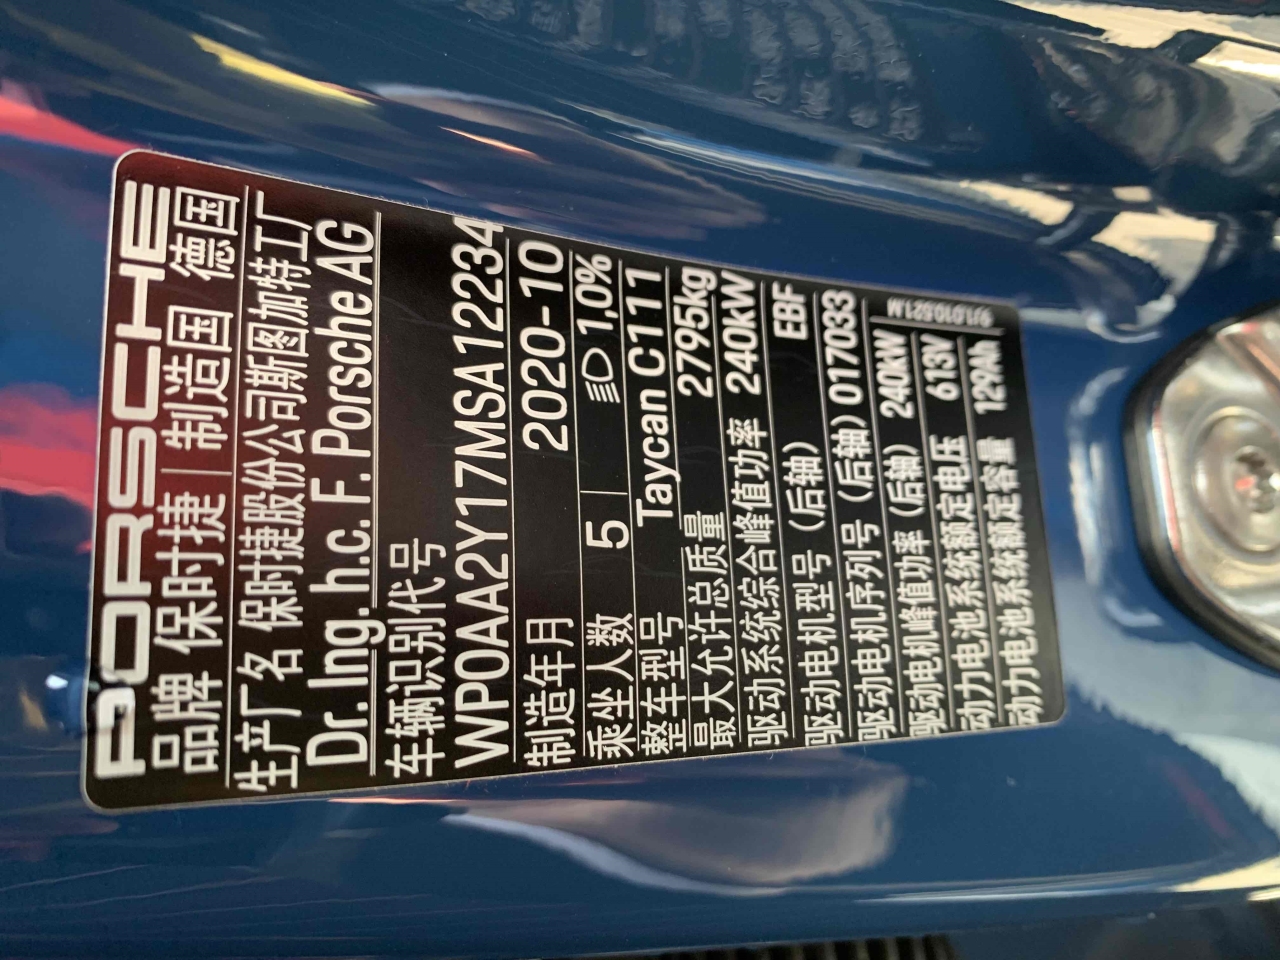 PORSCHE
品牌 保时捷 制造国 德国
生产厂名 保时捷股份公司斯图加特工厂
Dr. Ing. h.c. F. Porsche AG
车辆识别代号
WP0AA2Y17MSA12234
制造年月 2020-10
乘坐人数 5 1,0%
整车型号 Taycan C111
最大允许总质量 2795kg
驱动系统综合峰值功率 240kW
驱动电机型号（后轴） EBF
驱动电机序列号（后轴） 017033
驱动电机峰值功率（后轴） 240kW
动力电池系统额定电压 613V
动力电池系统额定容量 129Ah